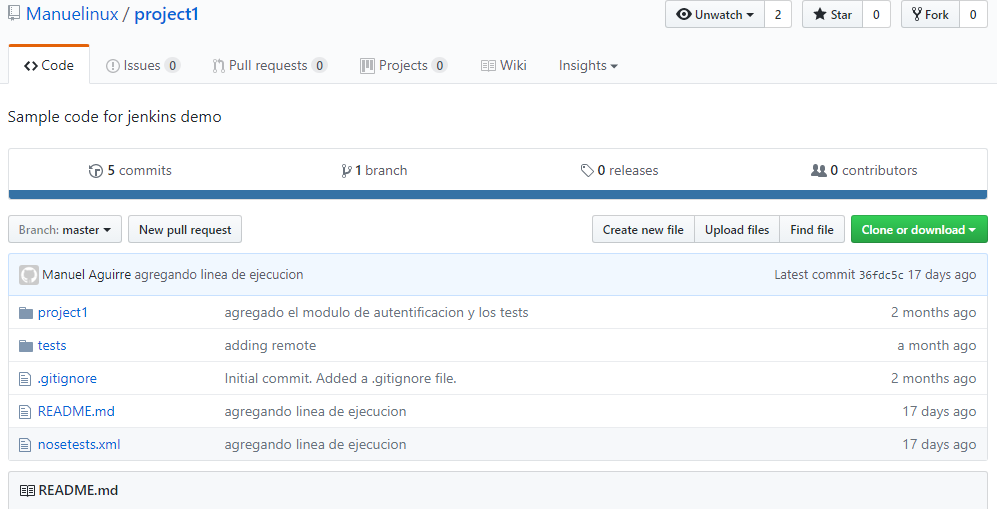 Manuelinux / project1
Unwatch 2 Star 0 Fork 0
Code Issues 0 Pull requests 0 Projects 0 Wiki Insights
Sample code for jenkins demo
5 commits 1 branch 0 releases 0 contributors
Branch: master New pull request Create new file Upload files Find file Clone or download
Manuel Aguirre agregando linea de ejecucion Latest commit 36fdc5c 17 days ago
project1 agregado el modulo de autentificacion y los tests 2 months ago
tests adding remote a month ago
.gitignore Initial commit. Added a .gitignore file. 2 months ago
README.md agregando linea de ejecucion 17 days ago
nosetests.xml agregando linea de ejecucion 17 days ago
README.md